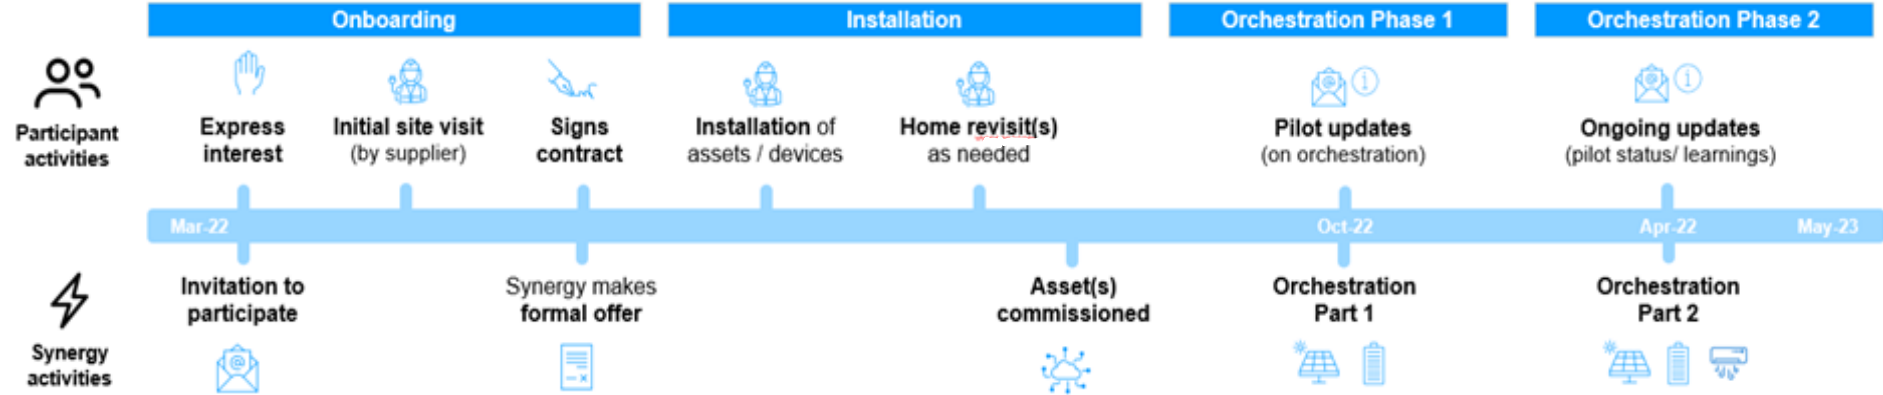 Onboarding
Installation
Orchestration Phase 1
Orchestration Phase 2
Participant
activities
Express
interest
Initial site visit
(by supplier)
Signs
contract
Installation of
assets / devices
Home revisit(s)
as needed
Pilot updates
(on orchestration)
Ongoing updates
(pilot status/ learnings)
Mar-22
Oct-22
Apr-22
May-23
Synergy
activities
Invitation to
participate
Synergy makes
formal offer
Asset(s)
commissioned
Orchestration
Part 1
Orchestration
Part 2